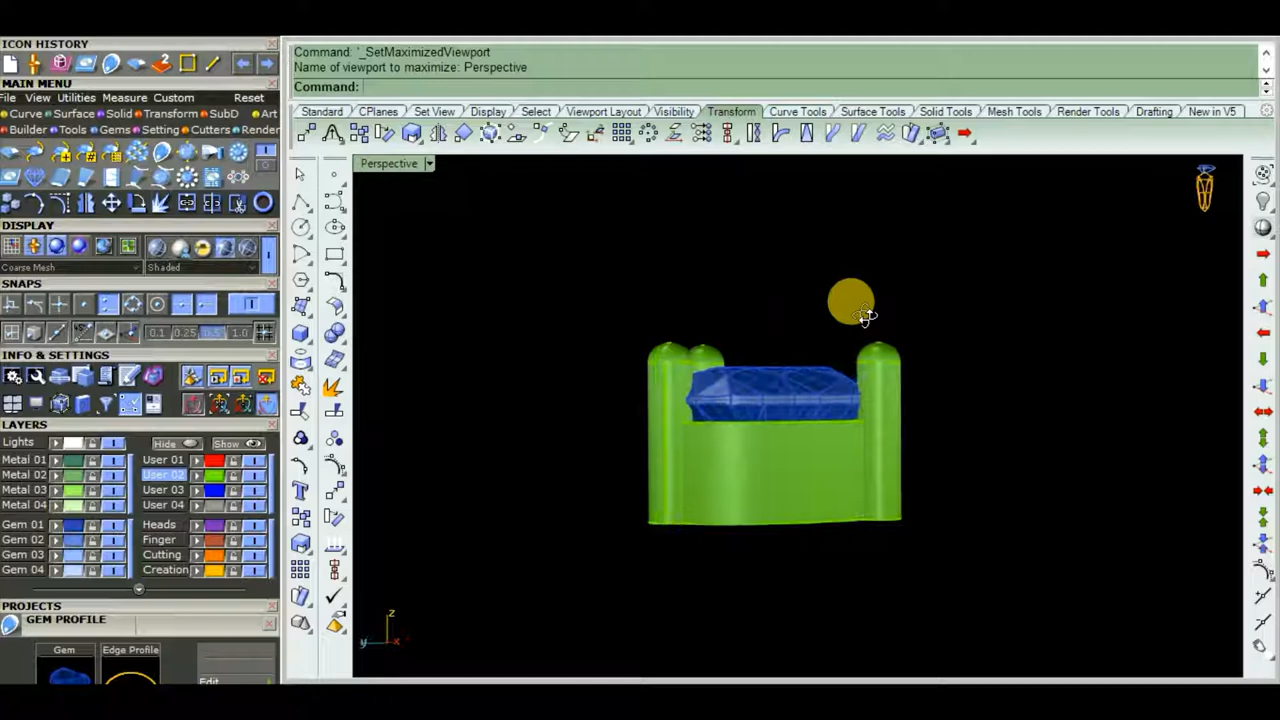 ICON HISTORY
MAIN MENU
File View Utilities Measure Custom Reset
Curve Surface Solid Transform SubD Art
Builder Tools Gems Setting Cutters Render
DISPLAY
Coarse Mesh Shaded
SNAPS
0.1 0.25 0.5 1.0
INFO & SETTINGS
LAYERS
Lights Hide Show
Metal 01 User 01
Metal 02 User 02
Metal 03 User 03
Metal 04 User 04
Gem 01 Heads
Gem 02 Finger
Gem 03 Cutting
Gem 04 Creation
PROJECTS
GEM PROFILE
Gem Edge Profile
Edit
Command: '_SetMaximizedViewport
Name of viewport to maximize: Perspective
Command:
Standard CPlanes Set View Display Select Viewport Layout Visibility Transform Curve Tools Surface Tools Solid Tools Mesh Tools Render Tools Drafting New in V5
Perspective
z
y x